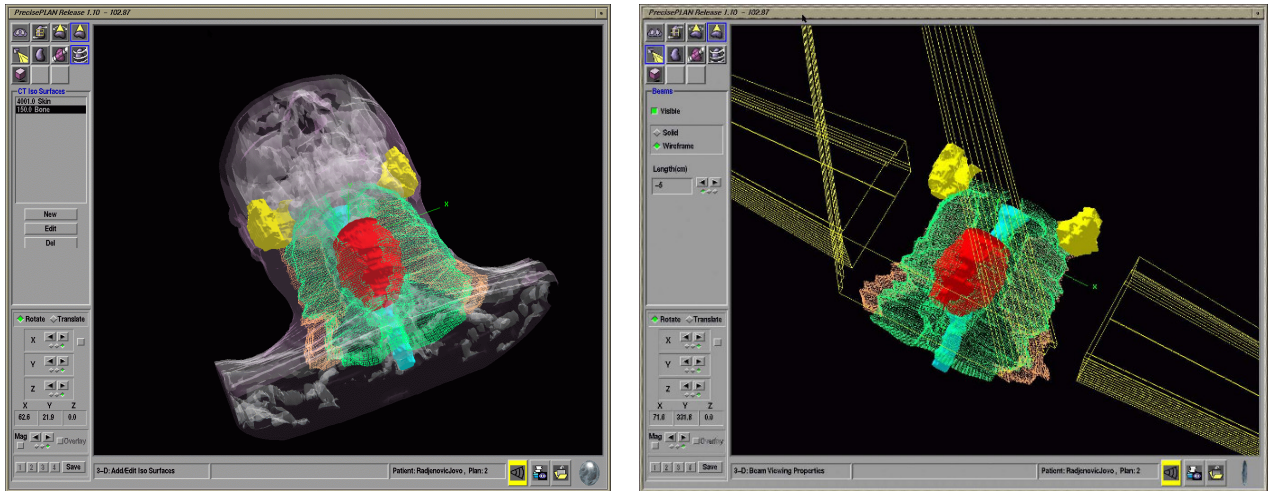 PrecisePLAN Release 1.10 - 102.87
CT Iso Surfaces
4001.0 Skin
150.0 Bone
New
Edit
Del
Rotate Translate
X
Y
Z
X Y Z
62.6 21.9 0.0
Mag Overlay
1 2 3 4 Save
3-D: Add/Edit Iso Surfaces
Patient: RadjenovicJovo , Plan: 2
X
PrecisePLAN Release 1.10 - 102.87
Beams
Visible
Solid
Wireframe
Length(cm)
-5
Rotate Translate
X
Y
Z
X Y Z
71.8 331.8 0.0
Mag Overlay
1 2 3 4 Save
3-D: Beam Viewing Properties
Patient: RadjenovicJovo , Plan: 2
X